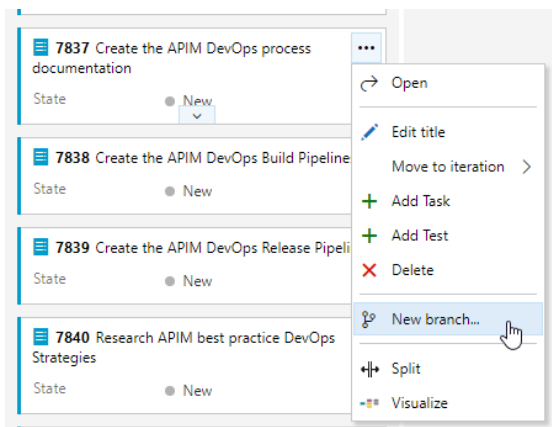 7837 Create the APIM DevOps process
documentation
State New
7838 Create the APIM DevOps Build Pipeline
State New
7839 Create the APIM DevOps Release Pipeli
State New
7840 Research APIM best practice DevOps
Strategies
State New
Open
Edit title
Move to iteration
Add Task
Add Test
Delete
New branch...
Split
Visualize